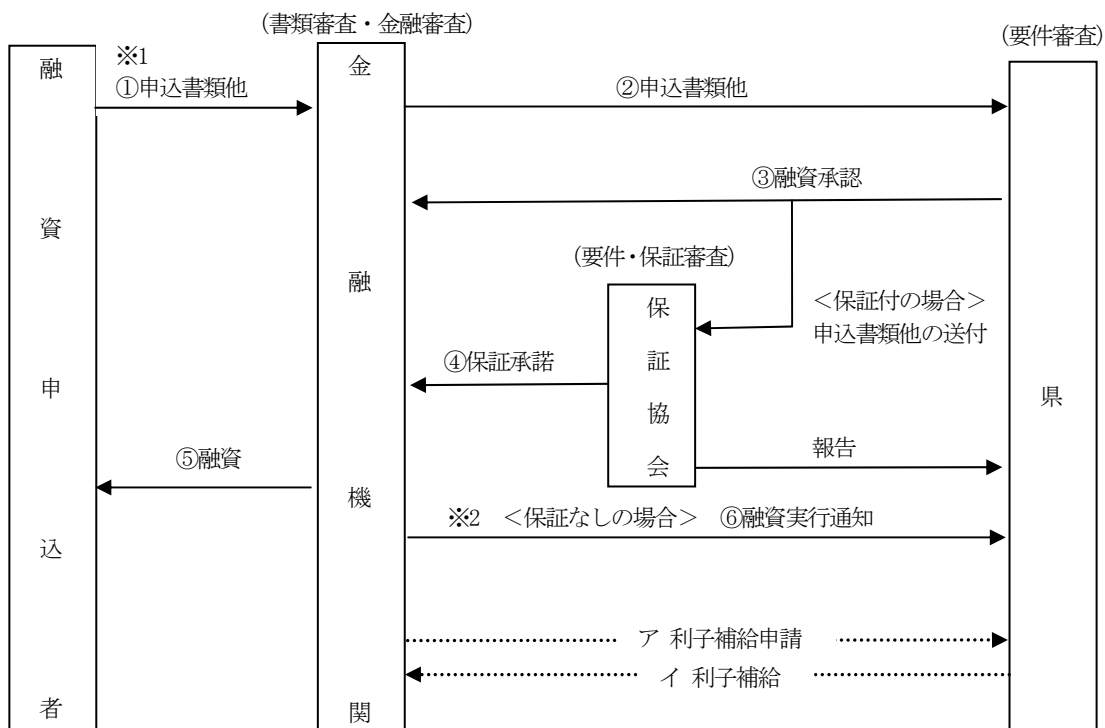 (書類審査・金融審査)
(要件審査)
融資申込者
※1
①申込書類他
金融機関
②申込書類他
県
③融資承認
(要件・保証審査)
保証協会
<保証付の場合>
申込書類他の送付
④保証承諾
報告
⑤融資
※2 <保証なしの場合> ⑥融資実行通知
ア 利子補給申請
イ 利子補給